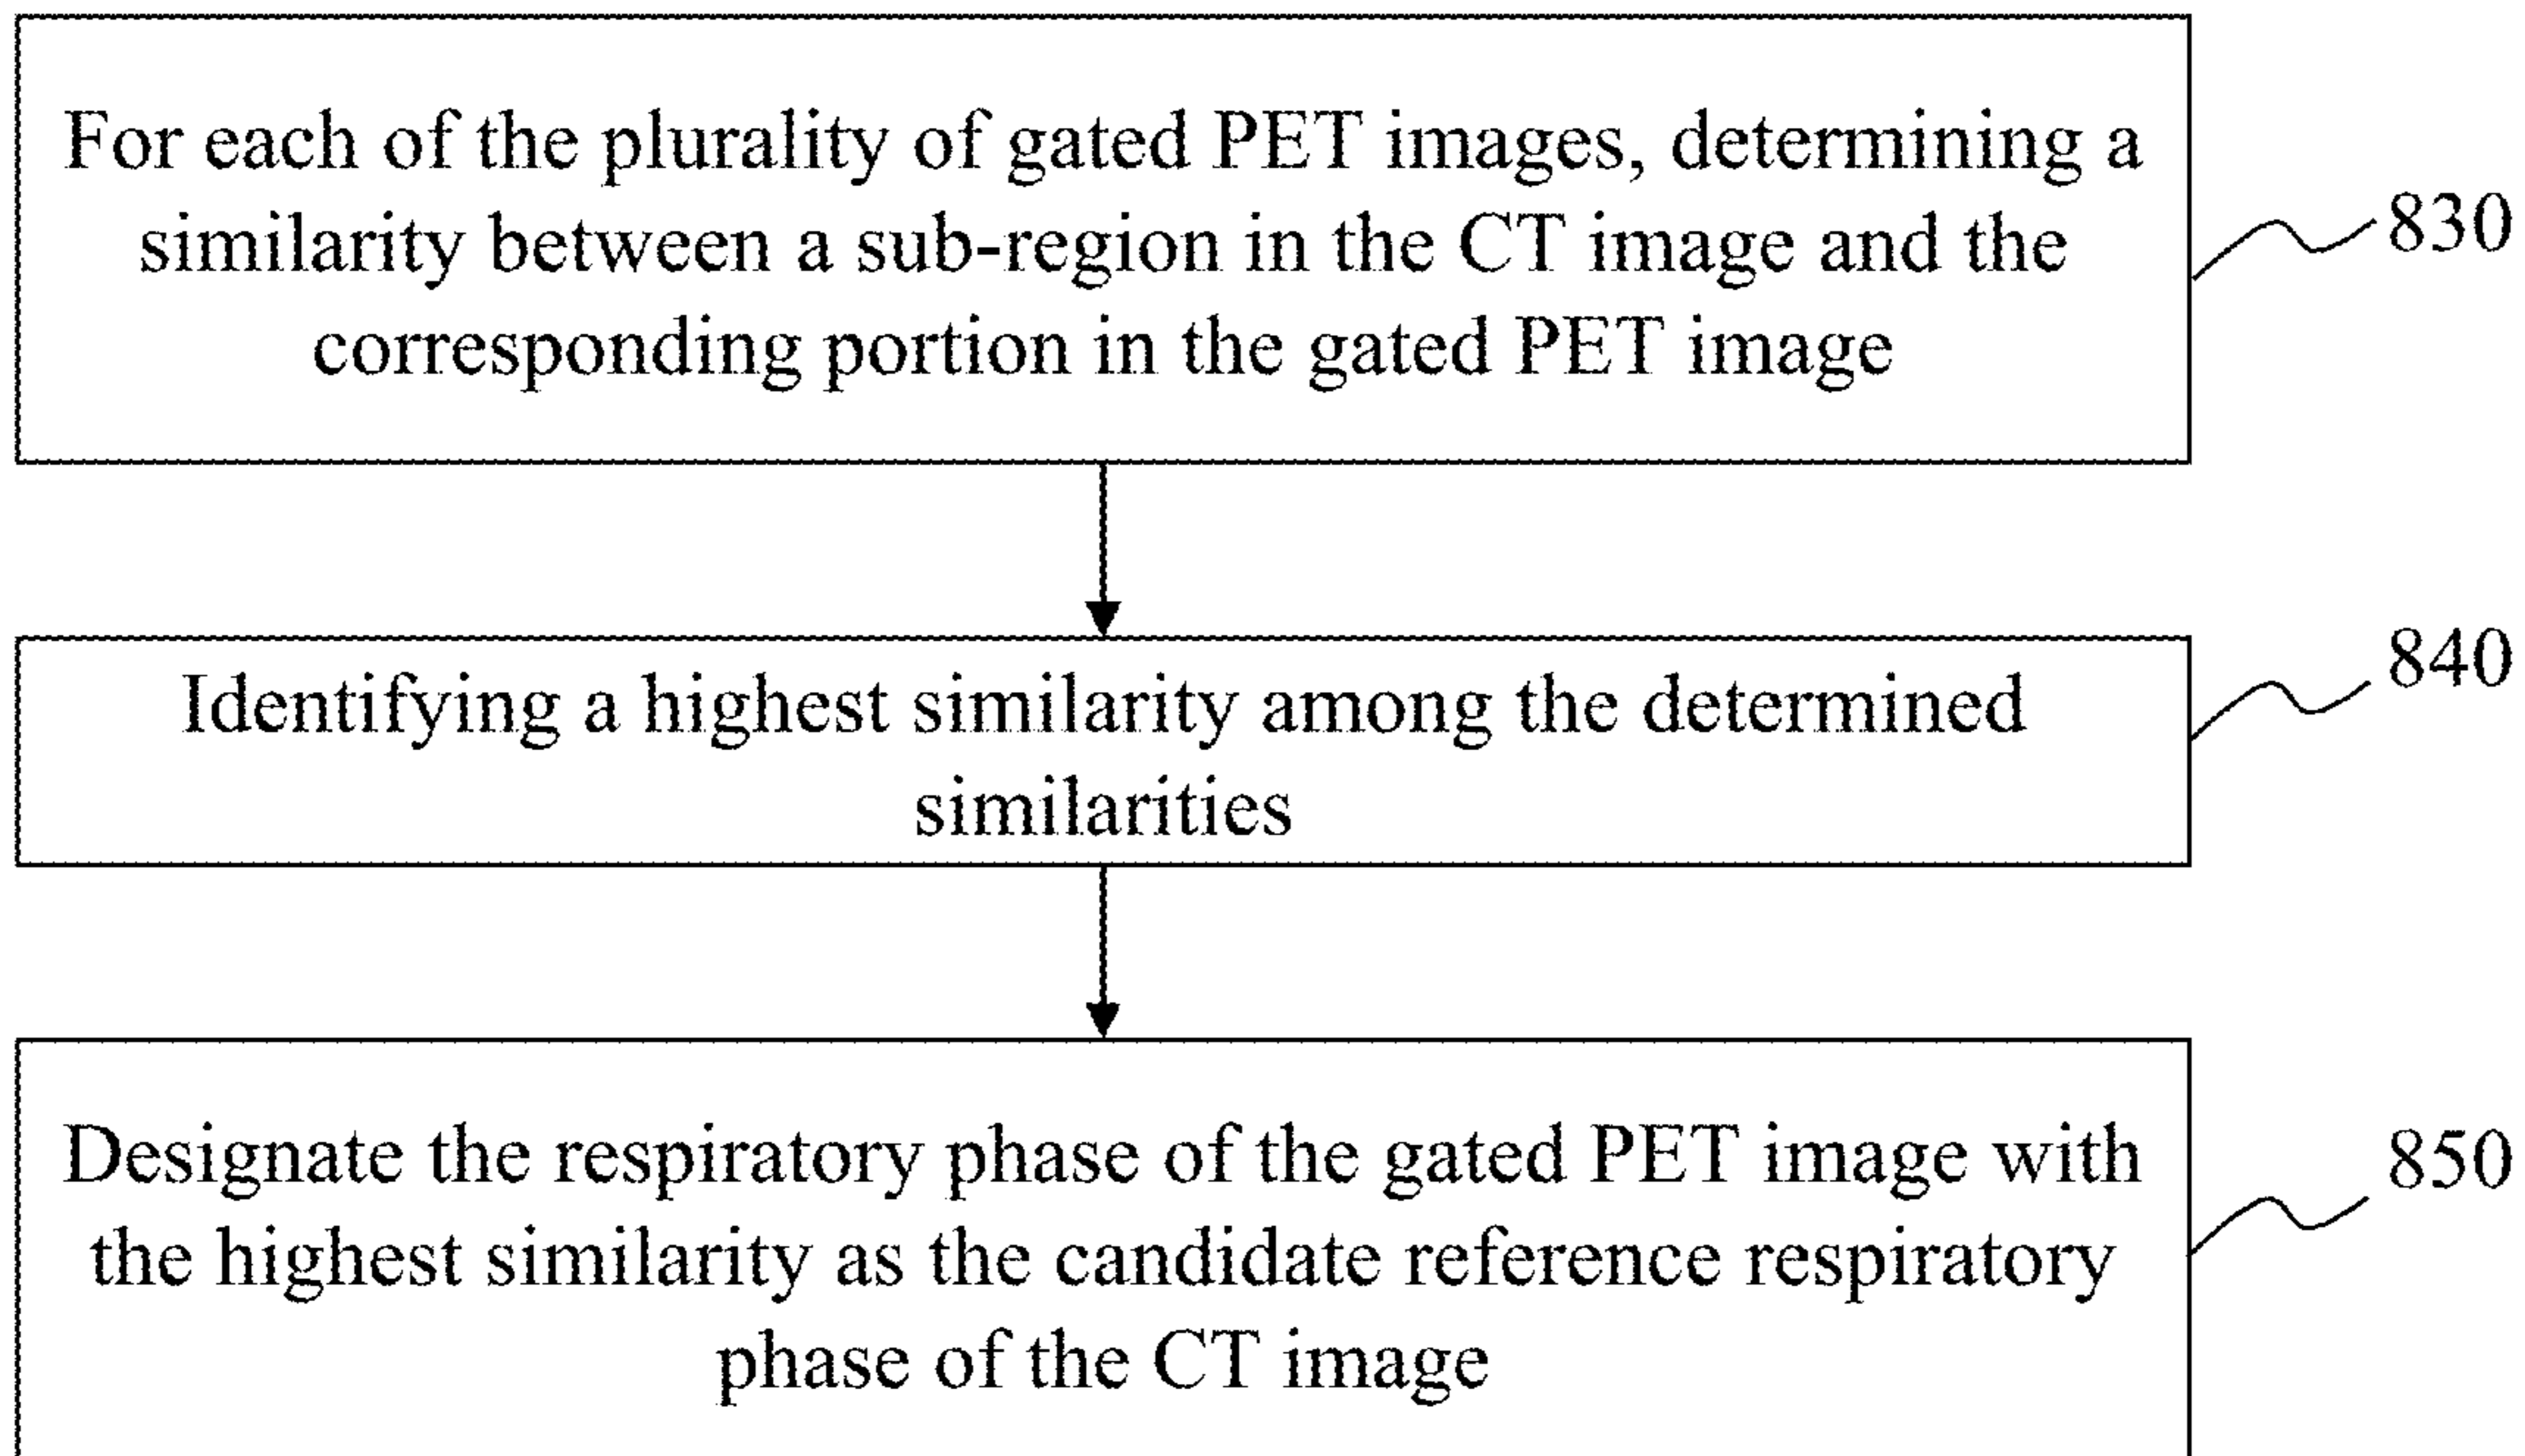 For each of the plurality of gated PET images, determining a
similarity between a sub-region in the CT image and the
corresponding portion in the gated PET image
830
Identifying a highest similarity among the determined
similarities
840
Designate the respiratory phase of the gated PET image with
the highest similarity as the candidate reference respiratory
phase of the CT image
850